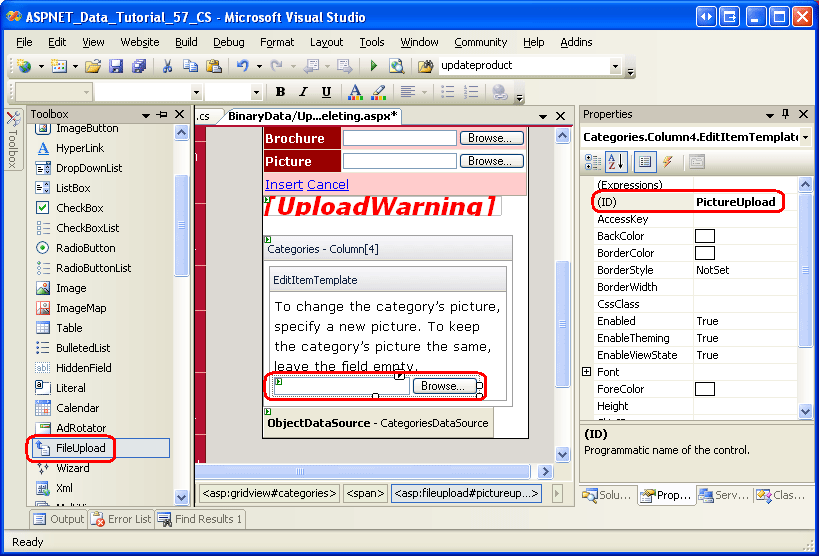 ASPNET_Data_Tutorial_57_CS - Microsoft Visual Studio
File Edit View Website Build Debug Format Layout Tools Window Community Help Addins
updateproduct
B I U A
Toolbox
Toolbox
ImageButton
HyperLink
DropDownList
ListBox
CheckBox
CheckBoxList
RadioButton
RadioButtonList
Image
ImageMap
Table
BulletedList
HiddenField
Literal
Calendar
AdRotator
FileUpload
Wizard
Xml
.cs BinaryData/Up...eleting.aspx*
Brochure Browse...
Picture Browse...
Insert Cancel
[UploadWarning]
Categories - Column[4]
EditItemTemplate
To change the category's picture,
specify a new picture. To keep
the category's picture the same,
leave the field empty.
Browse...
ObjectDataSource - CategoriesDataSource
<asp:gridview#categories> <span> <asp:fileupload#pictureup...>
Properties
Categories.Column4.EditItemTemplate
(Expressions)
(ID) PictureUpload
AccessKey
BackColor
BorderColor
BorderStyle NotSet
BorderWidth
CssClass
Enabled True
EnableTheming True
EnableViewState True
Font
ForeColor
Height
(ID)
Programmatic name of the control.
Solu... Prop... Serv... Clas...
Output Error List Find Results 1
Ready